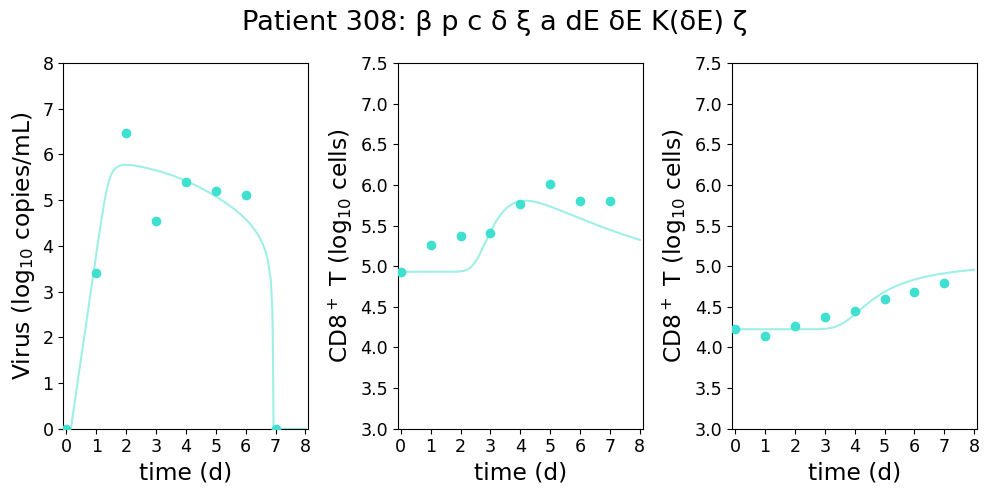 Patient 308: β p c δ ξ a dE δE K(δE) ζ
Virus (log₁₀ copies/mL)
8
7
6
5
4
3
2
1
0
0 1 2 3 4 5 6 7 8
time (d)
CD8⁺ T (log₁₀ cells)
7.5
7.0
6.5
6.0
5.5
5.0
4.5
4.0
3.5
3.0
0 1 2 3 4 5 6 7 8
time (d)
CD8⁺ T (log₁₀ cells)
7.5
7.0
6.5
6.0
5.5
5.0
4.5
4.0
3.5
3.0
0 1 2 3 4 5 6 7 8
time (d)